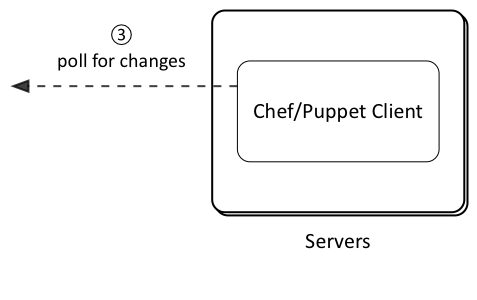 ③
poll for changes
Chef/Puppet Client
Servers